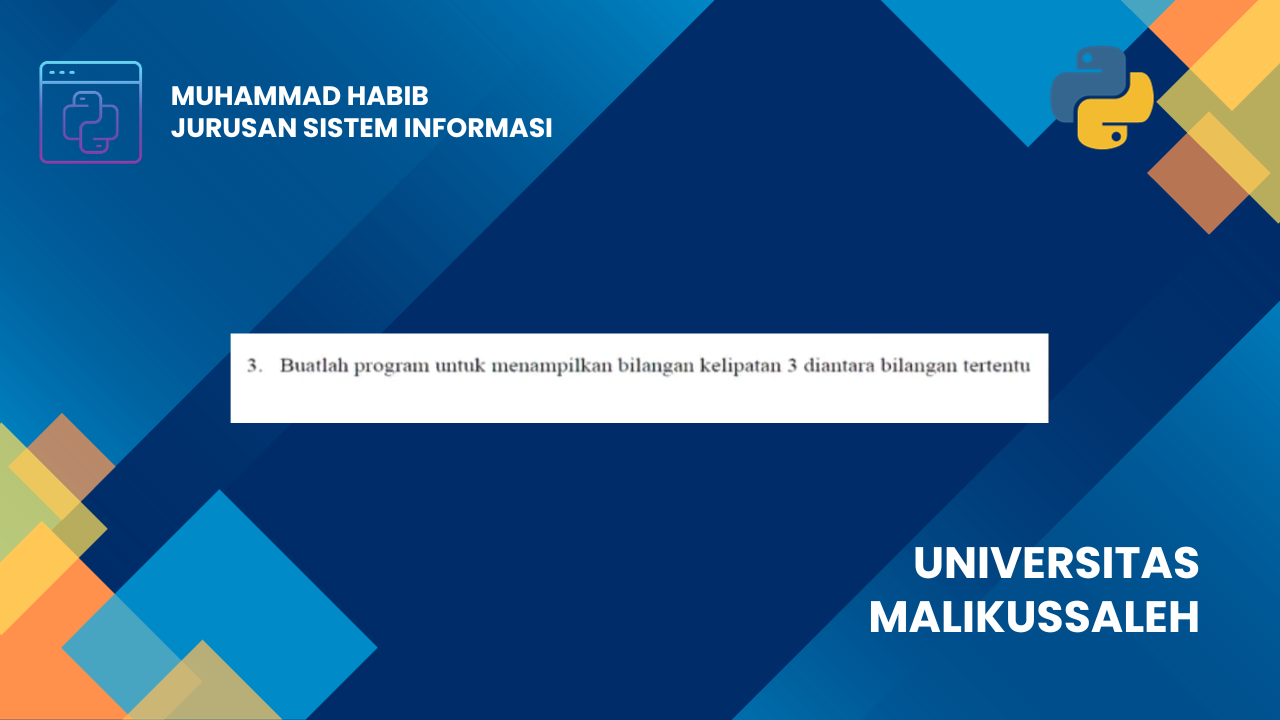 MUHAMMAD HABIB
JURUSAN SISTEM INFORMASI
3. Buatlah program untuk menampilkan bilangan kelipatan 3 diantara bilangan tertentu
UNIVERSITAS
MALIKUSSALEH